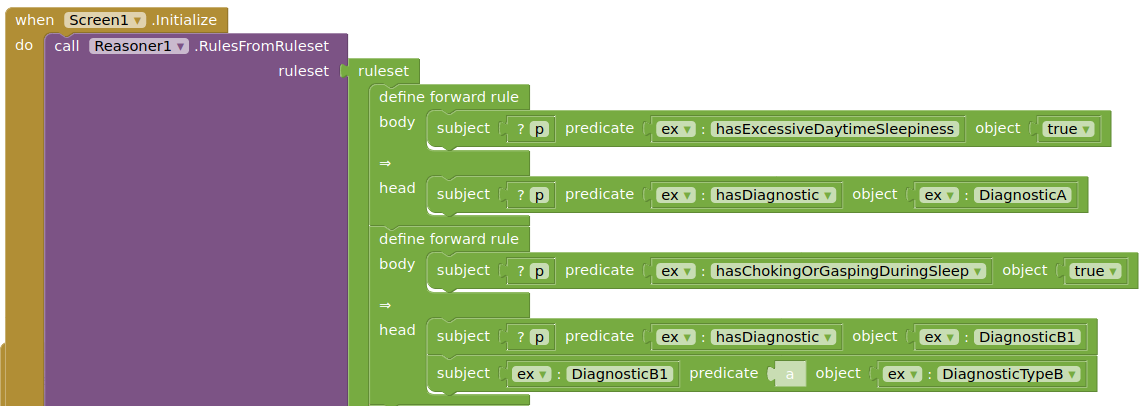 when Screen1 ▾ .Initialize
do call Reasoner1 ▾ .RulesFromRuleset
ruleset ruleset
define forward rule
body subject ? p predicate ex ▾ : hasExcessiveDaytimeSleepiness object true ▾
⇒
head subject ? p predicate ex ▾ : hasDiagnostic ▾ object ex ▾ : DiagnosticA
define forward rule
body subject ? p predicate ex ▾ : hasChokingOrGaspingDuringSleep ▾ object true ▾
⇒
head subject ? p predicate ex ▾ : hasDiagnostic ▾ object ex ▾ : DiagnosticB1
subject ex ▾ : DiagnosticB1 predicate a object ex ▾ : DiagnosticTypeB ▾